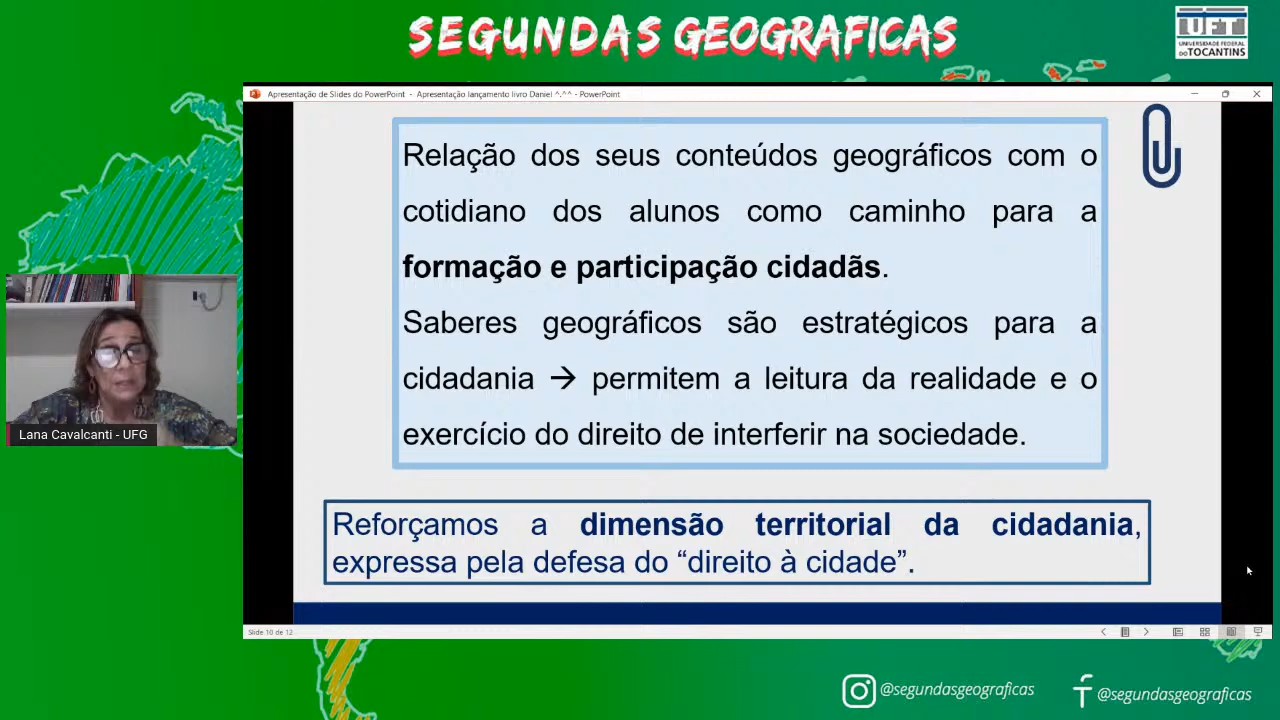 SEGUNDAS GEOGRAFICAS
UFT
UNIVERSIDADE FEDERAL
DO TOCANTINS
Apresentação de Slides do PowerPoint - Apresentação lançamento livro Daniel ^.^^ - PowerPoint
Relação dos seus conteúdos geográficos com o
cotidiano dos alunos como caminho para a
formação e participação cidadãs.
Saberes geográficos são estratégicos para a
cidadania → permitem a leitura da realidade e o
exercício do direito de interferir na sociedade.
Lana Cavalcanti - UFG
Reforçamos a dimensão territorial da cidadania,
expressa pela defesa do “direito à cidade”.
Slide 10 de 12
@segundasgeograficas
@segundasgeograficas